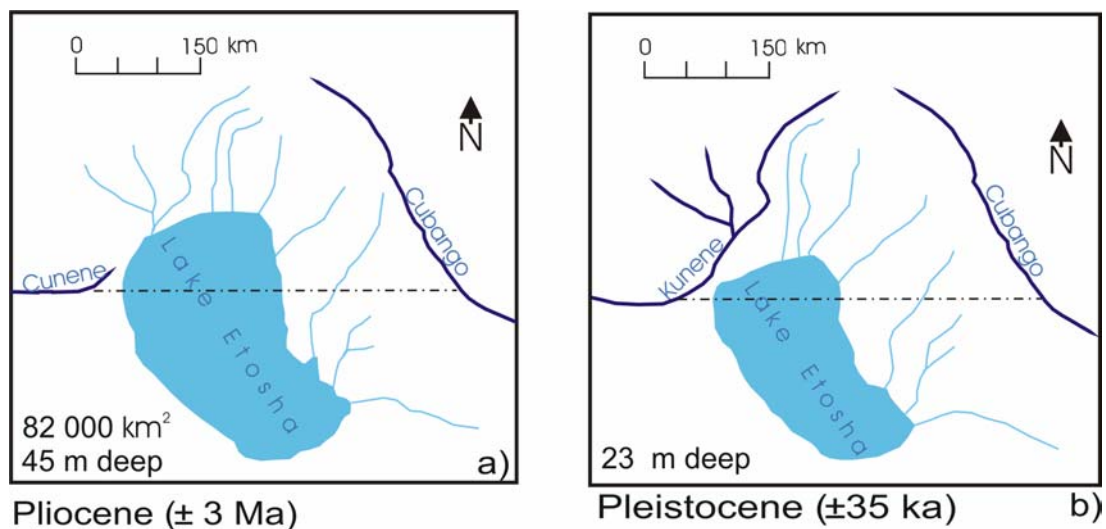 0 150 km
N
Cubango
Cunene
Lake Etosha
82 000 km²
45 m deep
a)
Pliocene (± 3 Ma)
0 150 km
N
Cubango
Kunene
Lake Etosha
23 m deep
Pleistocene (±35 ka)
b)